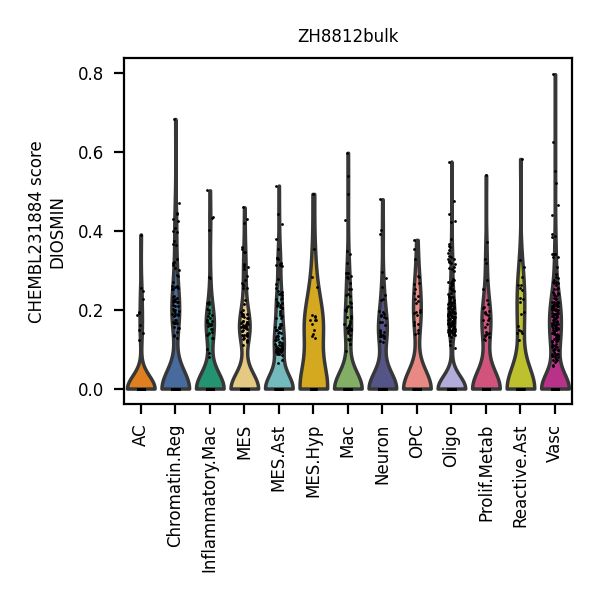 ZH8812bulk
CHEMBL231884 score
DIOSMIN
0.8
0.6
0.4
0.2
0.0
AC
Chromatin.Reg
Inflammatory.Mac
MES
MES.Ast
MES.Hyp
Mac
Neuron
OPC
Oligo
Prolif.Metab
Reactive.Ast
Vasc